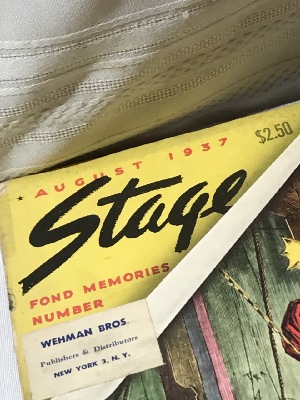 AUGUST 1937
$2.50
Stage
FOND MEMORIES
NUMBER
WEHMAN BROS.
Publishers & Distributors
NEW YORK 3, N. Y.